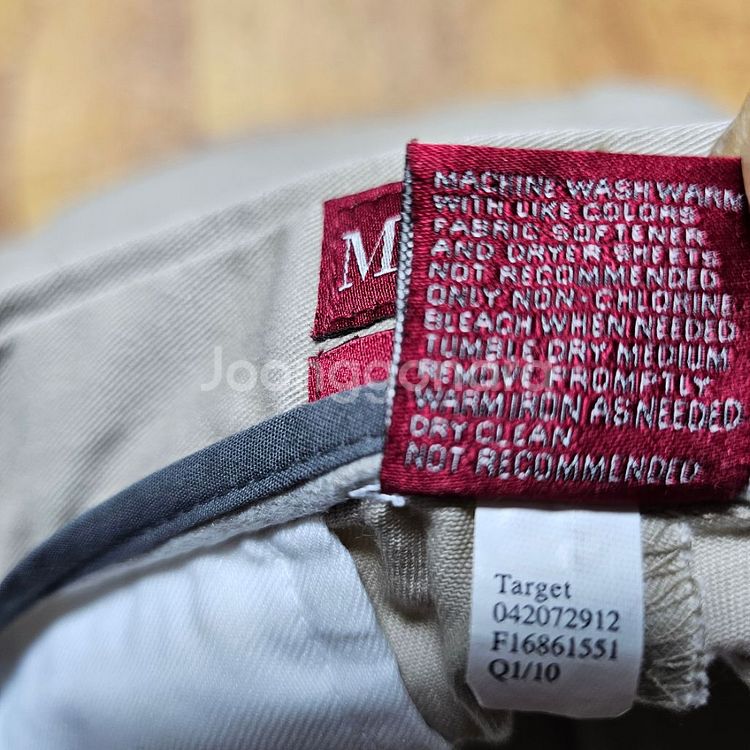 M
MACHINE WASH WARM
WITH LIKE COLORS
FABRIC SOFTENER
AND DRYER SHEETS
NOT RECOMMENDED
ONLY NON-CHLORINE
BLEACH WHEN NEEDED
TUMBLE DRY MEDIUM
REMOVE PROMPTLY
WARM IRON AS NEEDED
DRY CLEAN
NOT RECOMMENDED
Joonggonara
Target
042072912
F16861551
Q1/10